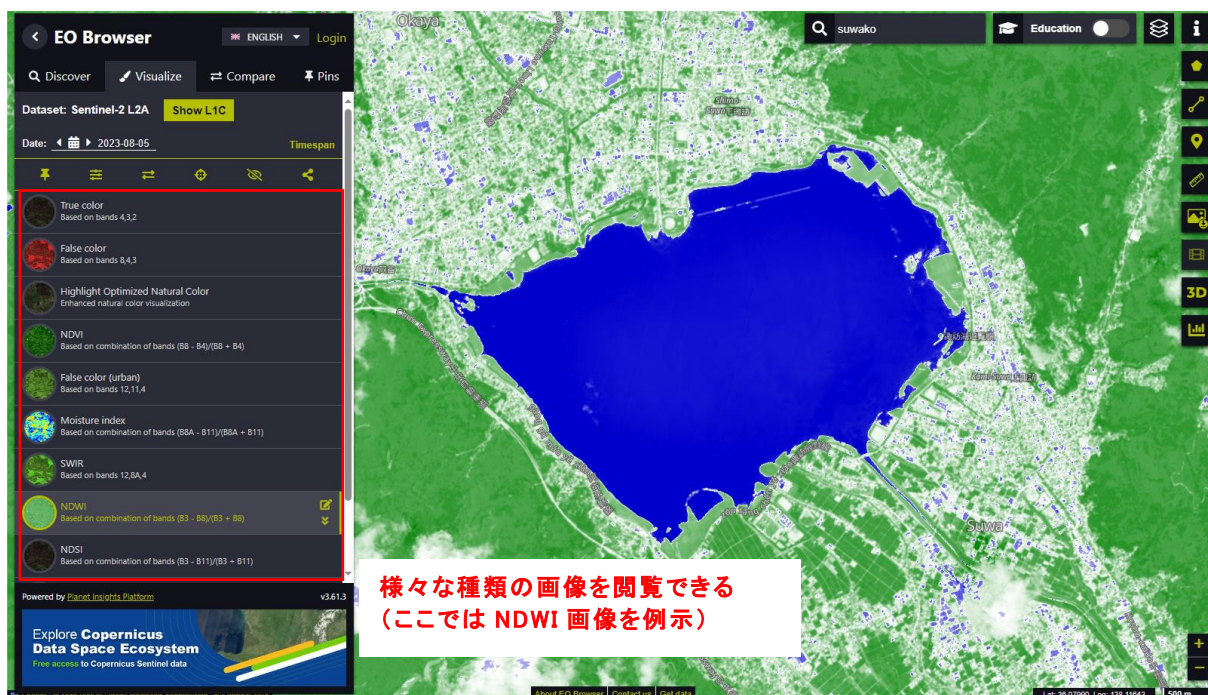 EO Browser
ENGLISH
Login
Discover
Visualize
Compare
Pins
Dataset: Sentinel-2 L2A
Show L1C
Date: 2023-08-05
Timespan
True color
Based on bands 4,3,2
False color
Based on bands 8,4,3
Highlight Optimized Natural Color
Enhanced natural color visualization
NDVI
Based on combination of bands (B8 - B4)/(B8 + B4)
False color (urban)
Based on bands 12,11,4
Moisture index
Based on combination of bands (B8A - B11)/(B8A + B11)
SWIR
Based on bands 12,8A,4
NDWI
Based on combination of bands (B3 - B8)/(B3 + B8)
NDSI
Based on combination of bands (B3 - B11)/(B3 + B11)
Powered by Planet Insights Platform
v3.61.3
Explore Copernicus
Data Space Ecosystem
Free access to Copernicus Sentinel data
suwako
Education
3D
Okaya
Suwa
様々な種類の画像を閲覧できる
（ここでは NDWI 画像を例示）
About EO Browser
Contact us
Get data
500 m